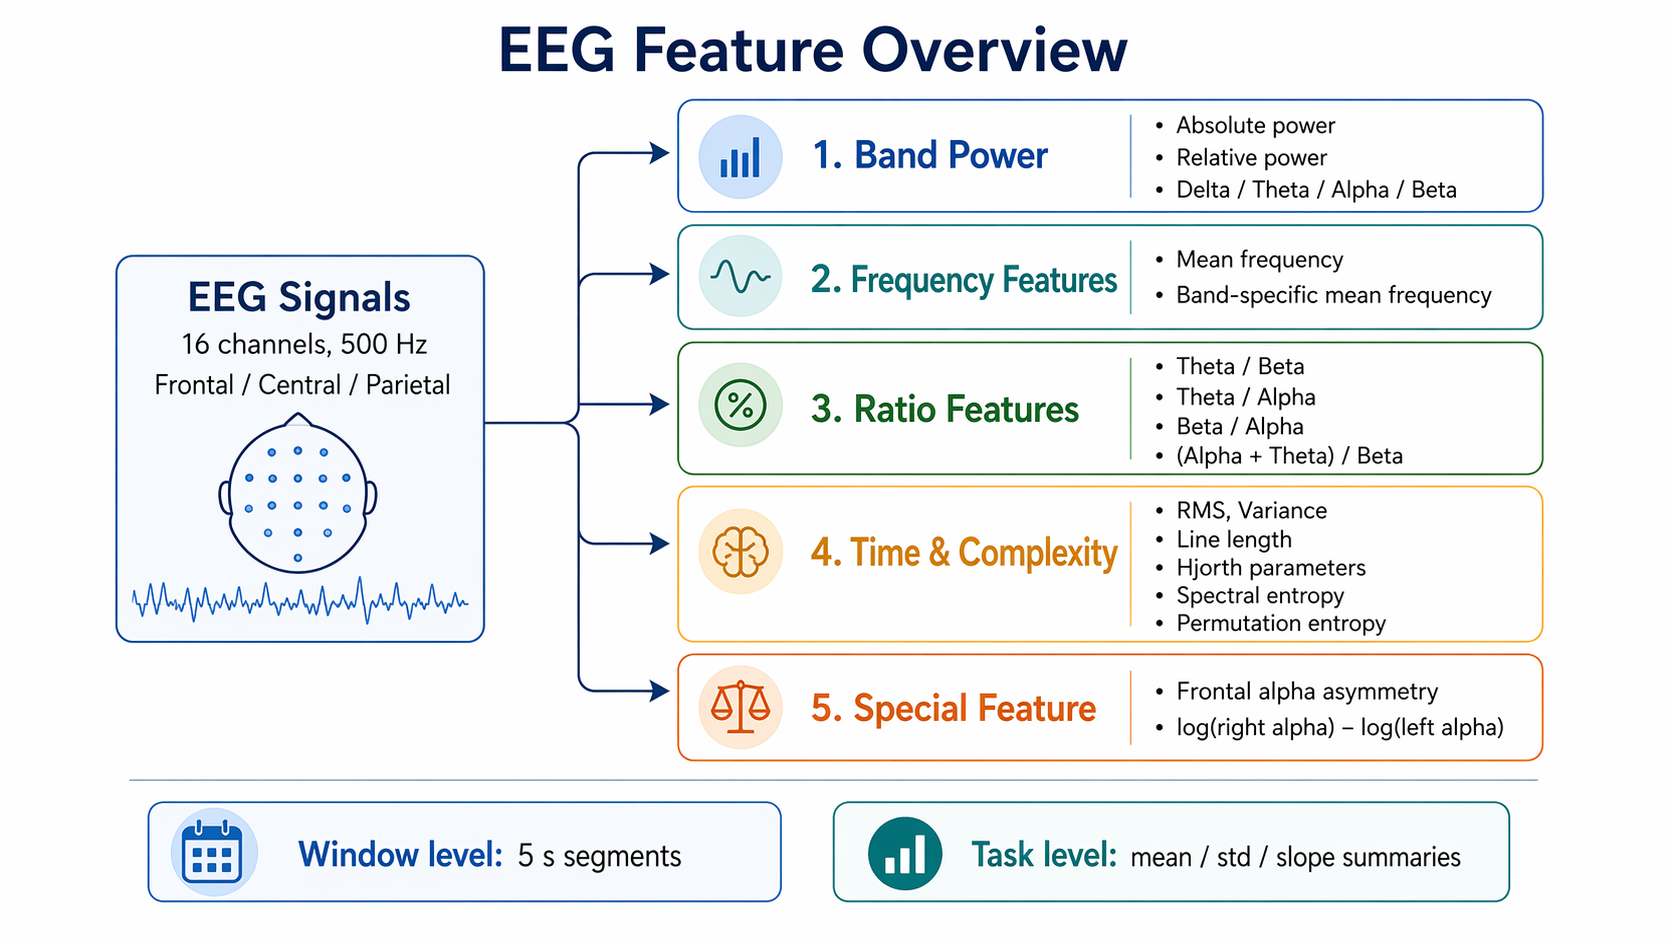 EEG Feature Overview
EEG Signals
16 channels, 500 Hz
Frontal / Central / Parietal
1. Band Power
• Absolute power
• Relative power
• Delta / Theta / Alpha / Beta
2. Frequency Features
• Mean frequency
• Band-specific mean frequency
3. Ratio Features
• Theta / Beta
• Theta / Alpha
• Beta / Alpha
• (Alpha + Theta) / Beta
4. Time & Complexity
• RMS, Variance
• Line length
• Hjorth parameters
• Spectral entropy
• Permutation entropy
5. Special Feature
• Frontal alpha asymmetry
• log(right alpha) – log(left alpha)
Window level: 5 s segments
Task level: mean / std / slope summaries